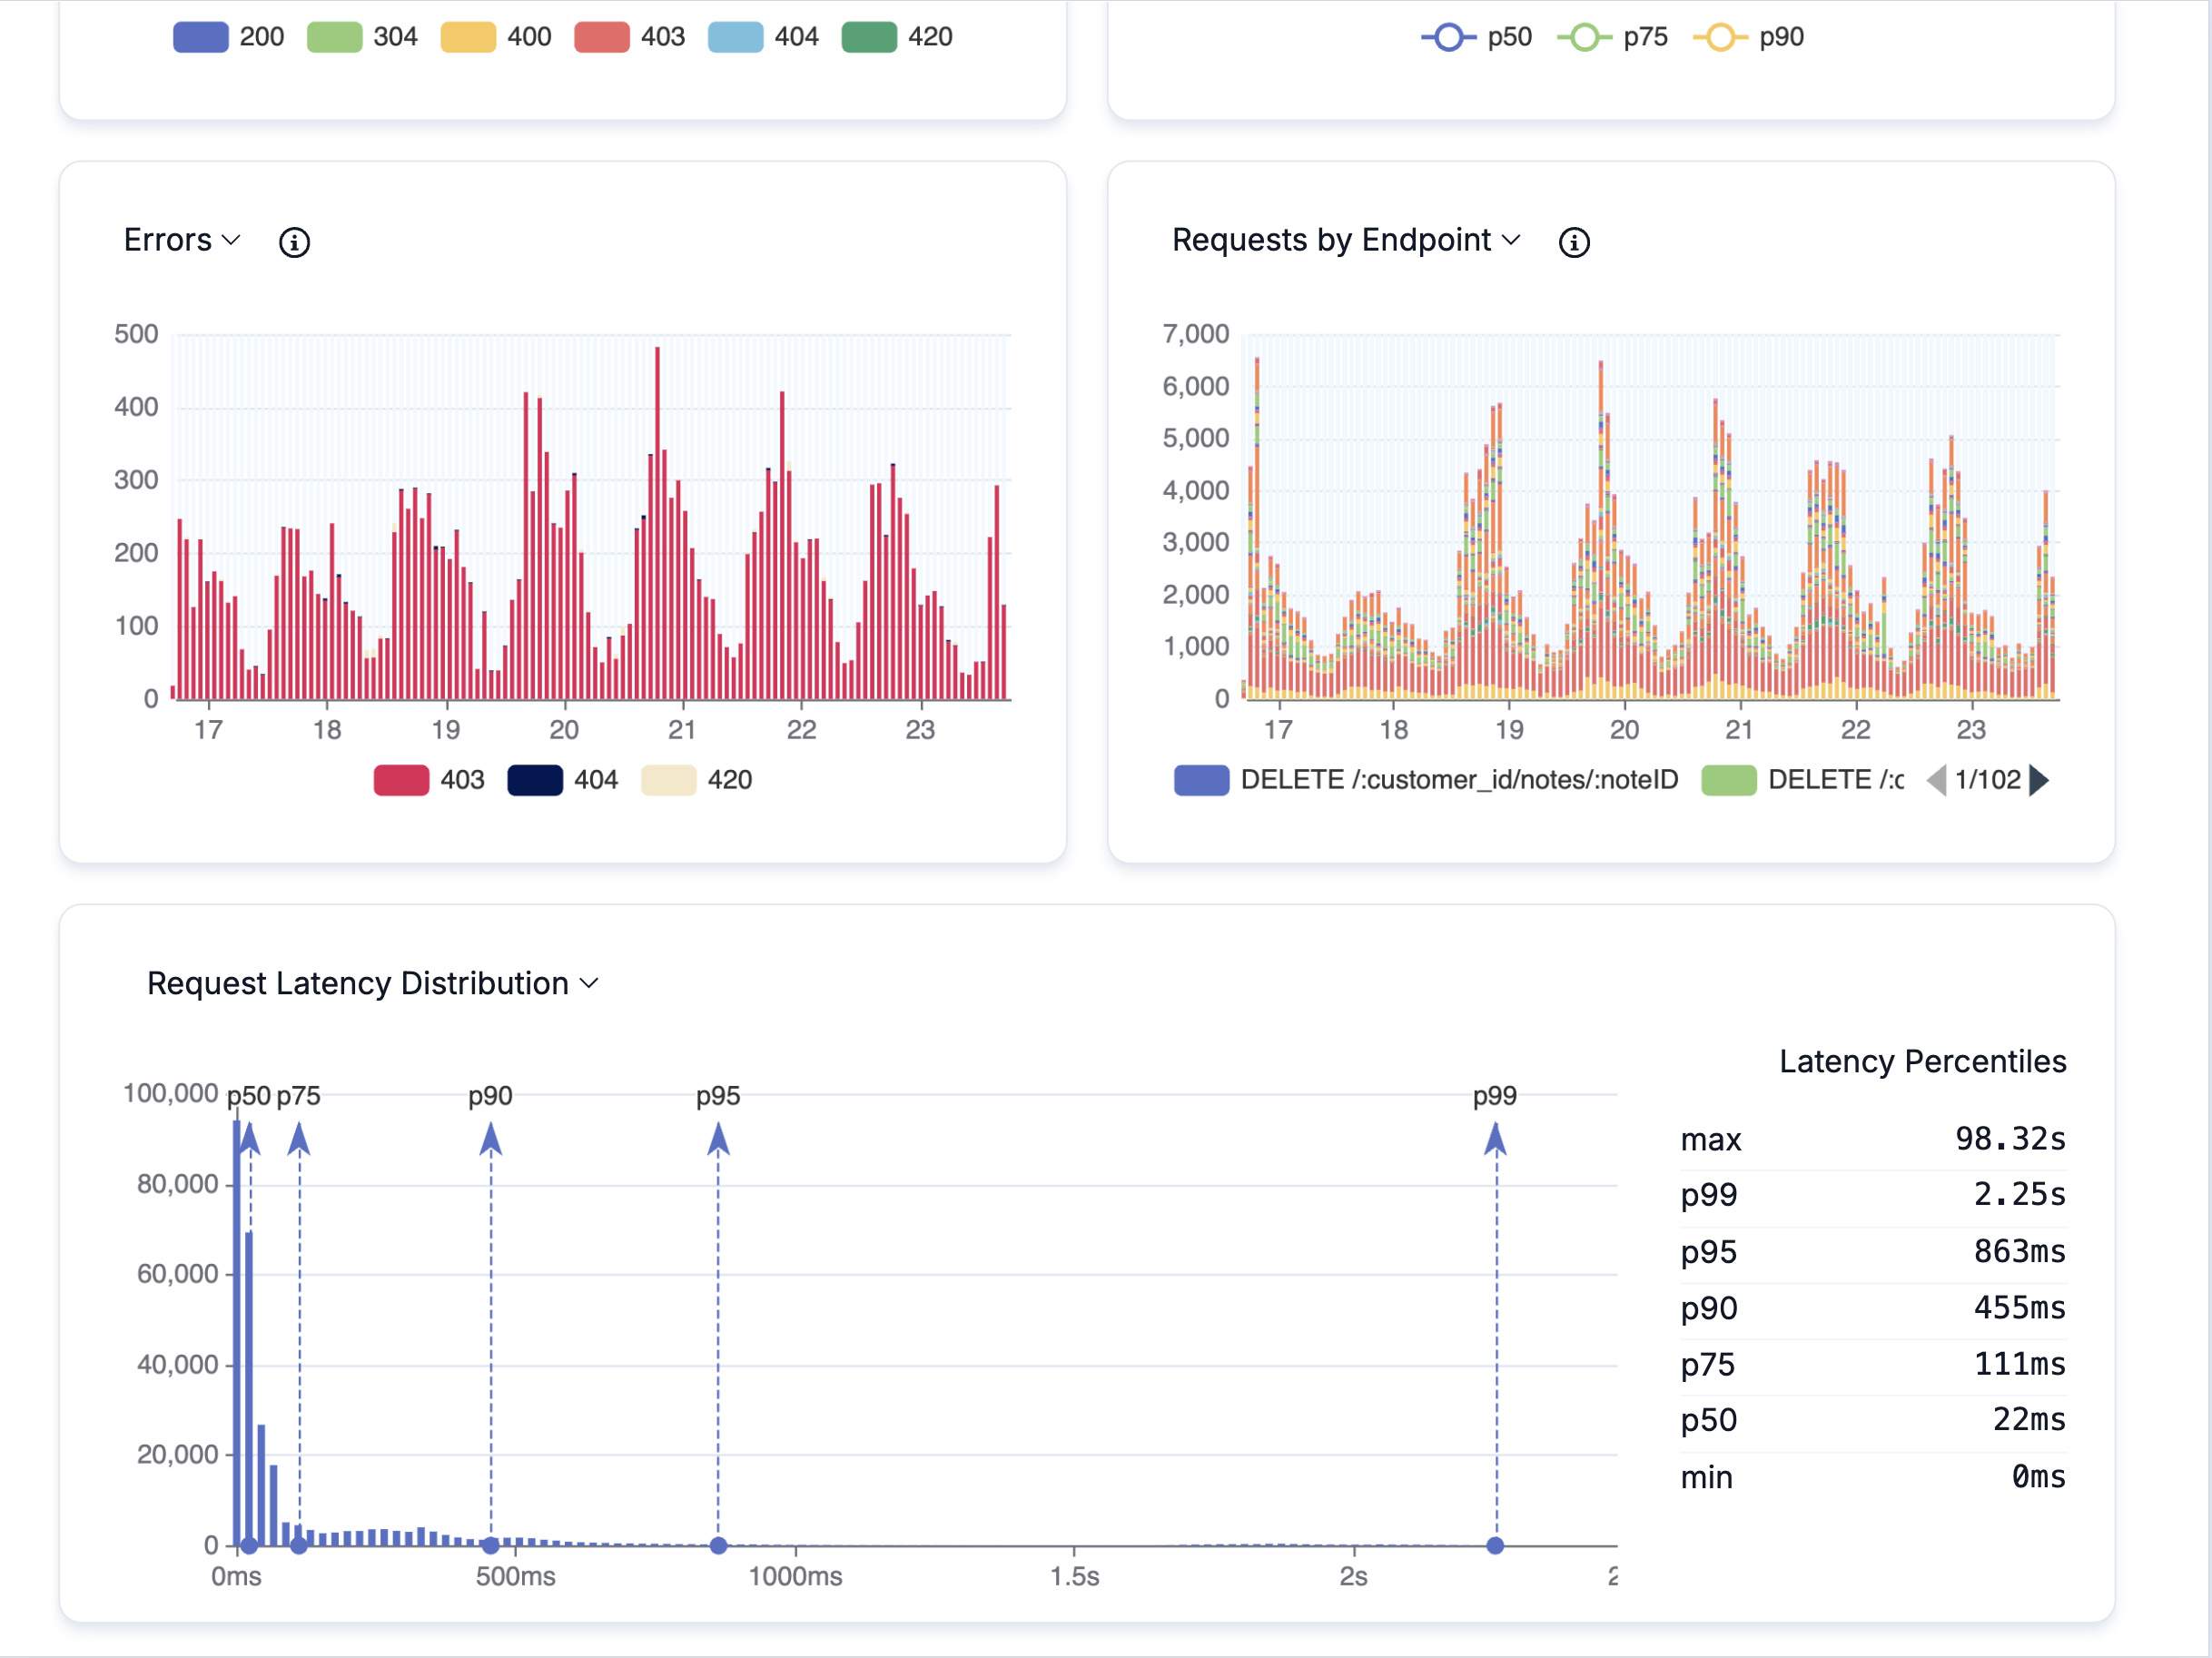 200 304 400 403 404 420
p50 p75 p90
Errors
Requests by Endpoint
500
400
300
200
100
0
17 18 19 20 21 22 23
403 404 420
7,000
6,000
5,000
4,000
3,000
2,000
1,000
0
17 18 19 20 21 22 23
DELETE /:customer_id/notes/:noteID DELETE /:c 1/102
Request Latency Distribution
p50 p75 p90 p95 p99
100,000
80,000
60,000
40,000
20,000
0
0ms 500ms 1000ms 1.5s 2s 2
Latency Percentiles
max 98.32s
p99 2.25s
p95 863ms
p90 455ms
p75 111ms
p50 22ms
min 0ms